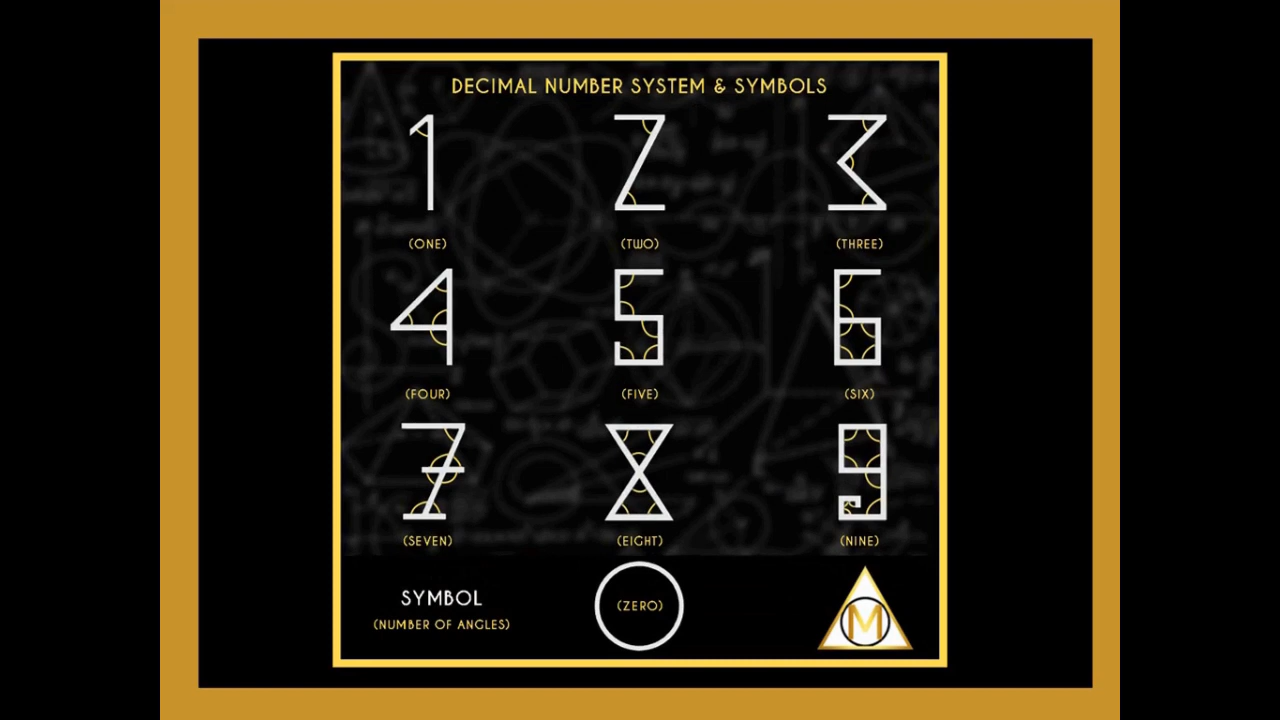 DECIMAL NUMBER SYSTEM & SYMBOLS
1 2 3
(ONE) (TWO) (THREE)
4 5 6
(FOUR) (FIVE) (SIX)
7 8 9
(SEVEN) (EIGHT) (NINE)
SYMBOL
(NUMBER OF ANGLES)
(ZERO)
M